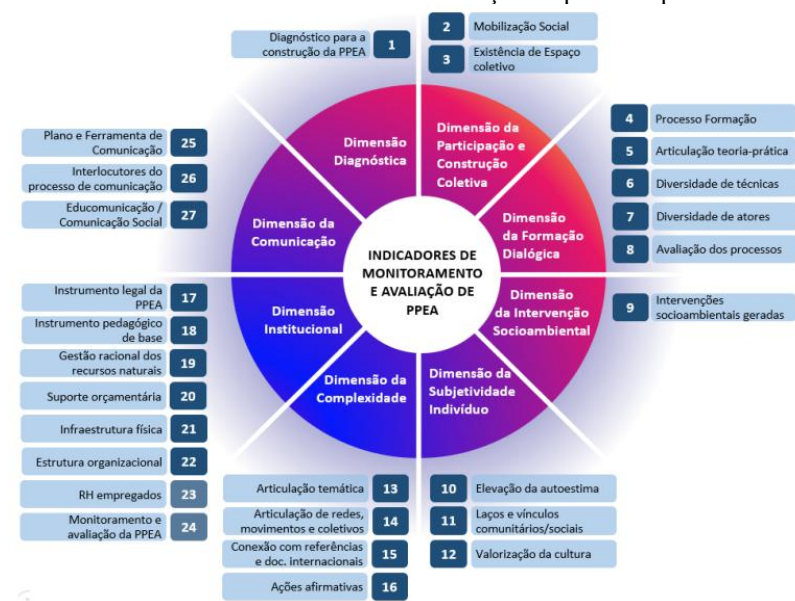 Diagnóstico para a
construção da PPEA
1
2
Mobilização Social
3
Existência de Espaço
coletivo
Plano e Ferramenta de
Comunicação
25
Interlocutores do
processo de comunicação
26
Educomunicação /
Comunicação Social
27
Dimensão
Diagnóstica
Dimensão da
Participação e
Construção
Coletiva
4
Processo Formação
5
Articulação teoria-prática
6
Diversidade de técnicas
7
Diversidade de atores
8
Avaliação dos processos
Dimensão da
Comunicação
Dimensão
da Formação
Dialógica
INDICADORES DE
MONITORAMENTO
E AVALIAÇÃO DE
PPEA
Instrumento legal da
PPEA
17
Instrumento pedagógico
de base
18
Gestão racional dos
recursos naturais
19
Suporte orçamentária
20
Infraestrutura física
21
Estrutura organizacional
22
RH empregados
23
Monitoramento e
avaliação da PPEA
24
Dimensão
Institucional
Dimensão
da Intervenção
Socioambiental
9
Intervenções
socioambientais geradas
Dimensão da
Complexidade
Dimensão da
Subjetividade
Indivíduo
Articulação temática
13
Articulação de redes,
movimentos e coletivos
14
Conexão com referências
e doc. internacionais
15
Ações afirmativas
16
10
Elevação da autoestima
11
Laços e vínculos
comunitários/sociais
12
Valorização da cultura